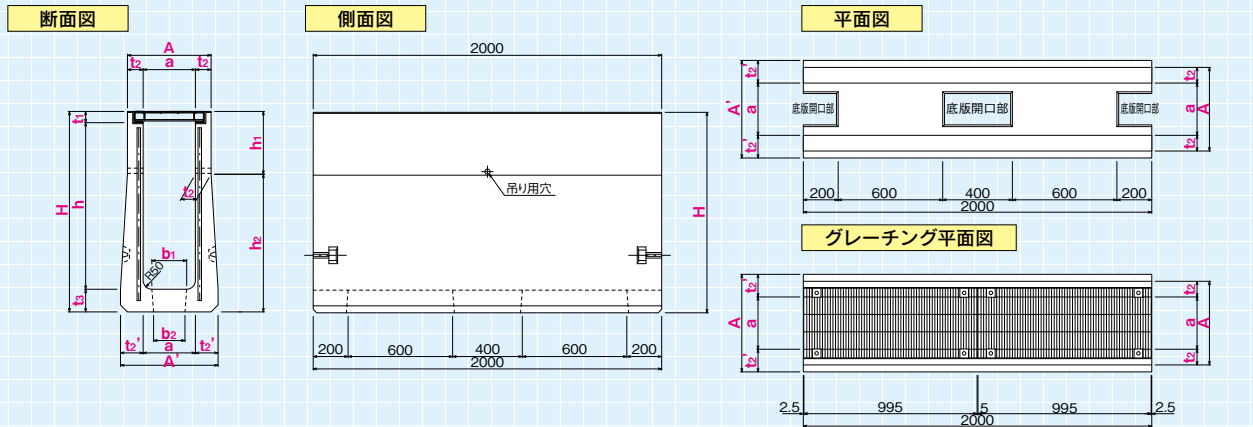 断面図
A
t2 a t2
t1
h1
H
h
t2
h2
b1
R50
t3
b2
t2' a t2'
A'
側面図
2000
吊り用穴
H
200 600 400 600 200
2000
平面図
t2'
A' a
t2'
底版開口部 底版開口部 底版開口部
t2
a A
t2
200 600 400 600 200
2000
グレーチング平面図
t2'
A a
t2'
t2
a A
t2
2.5 995 5 995 2.5
2000